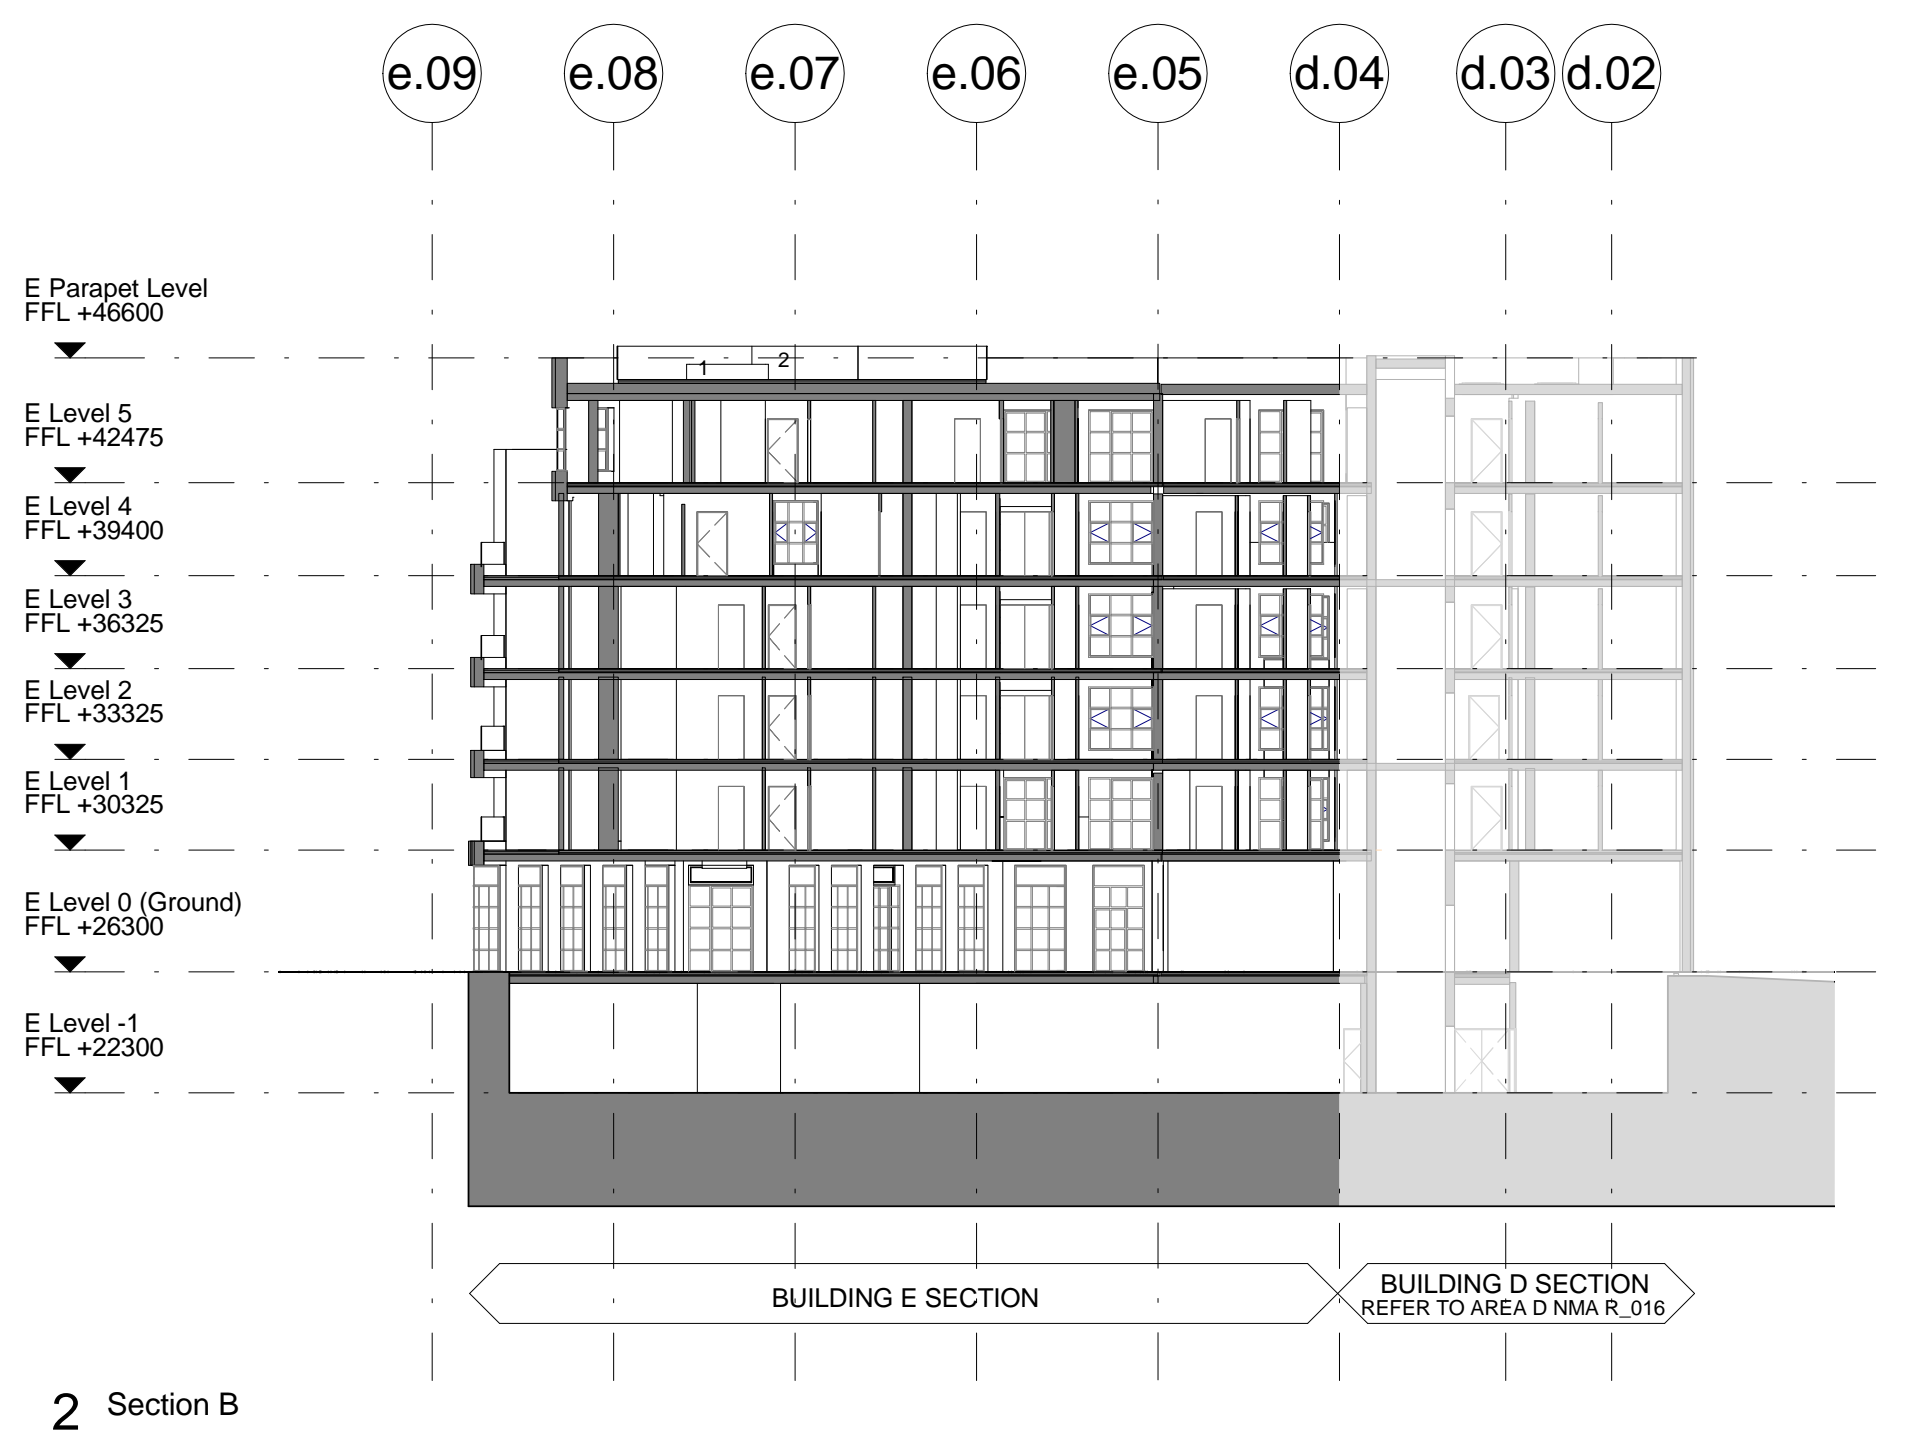 e.09 e.08 e.07 e.06 e.05 d.04 d.03 d.02
E Parapet Level
FFL +46600
1 2
E Level 5
FFL +42475
E Level 4
FFL +39400
E Level 3
FFL +36325
E Level 2
FFL +33325
E Level 1
FFL +30325
E Level 0 (Ground)
FFL +26300
E Level -1
FFL +22300
BUILDING E SECTION
BUILDING D SECTION
REFER TO AREA D NMA R_016
2 Section B